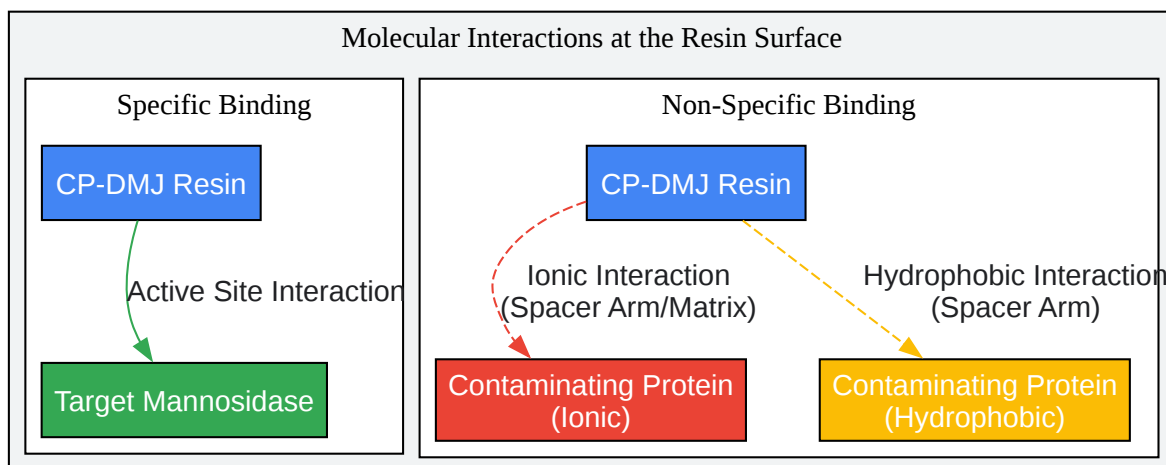 Molecular Interactions at the Resin Surface
Specific Binding
CP-DMJ Resin
Active Site Interaction
Target Mannosidase
Non-Specific Binding
CP-DMJ Resin
Ionic Interaction
(Spacer Arm/Matrix)
Hydrophobic Interaction
(Spacer Arm)
Contaminating Protein
(Ionic)
Contaminating Protein
(Hydrophobic)